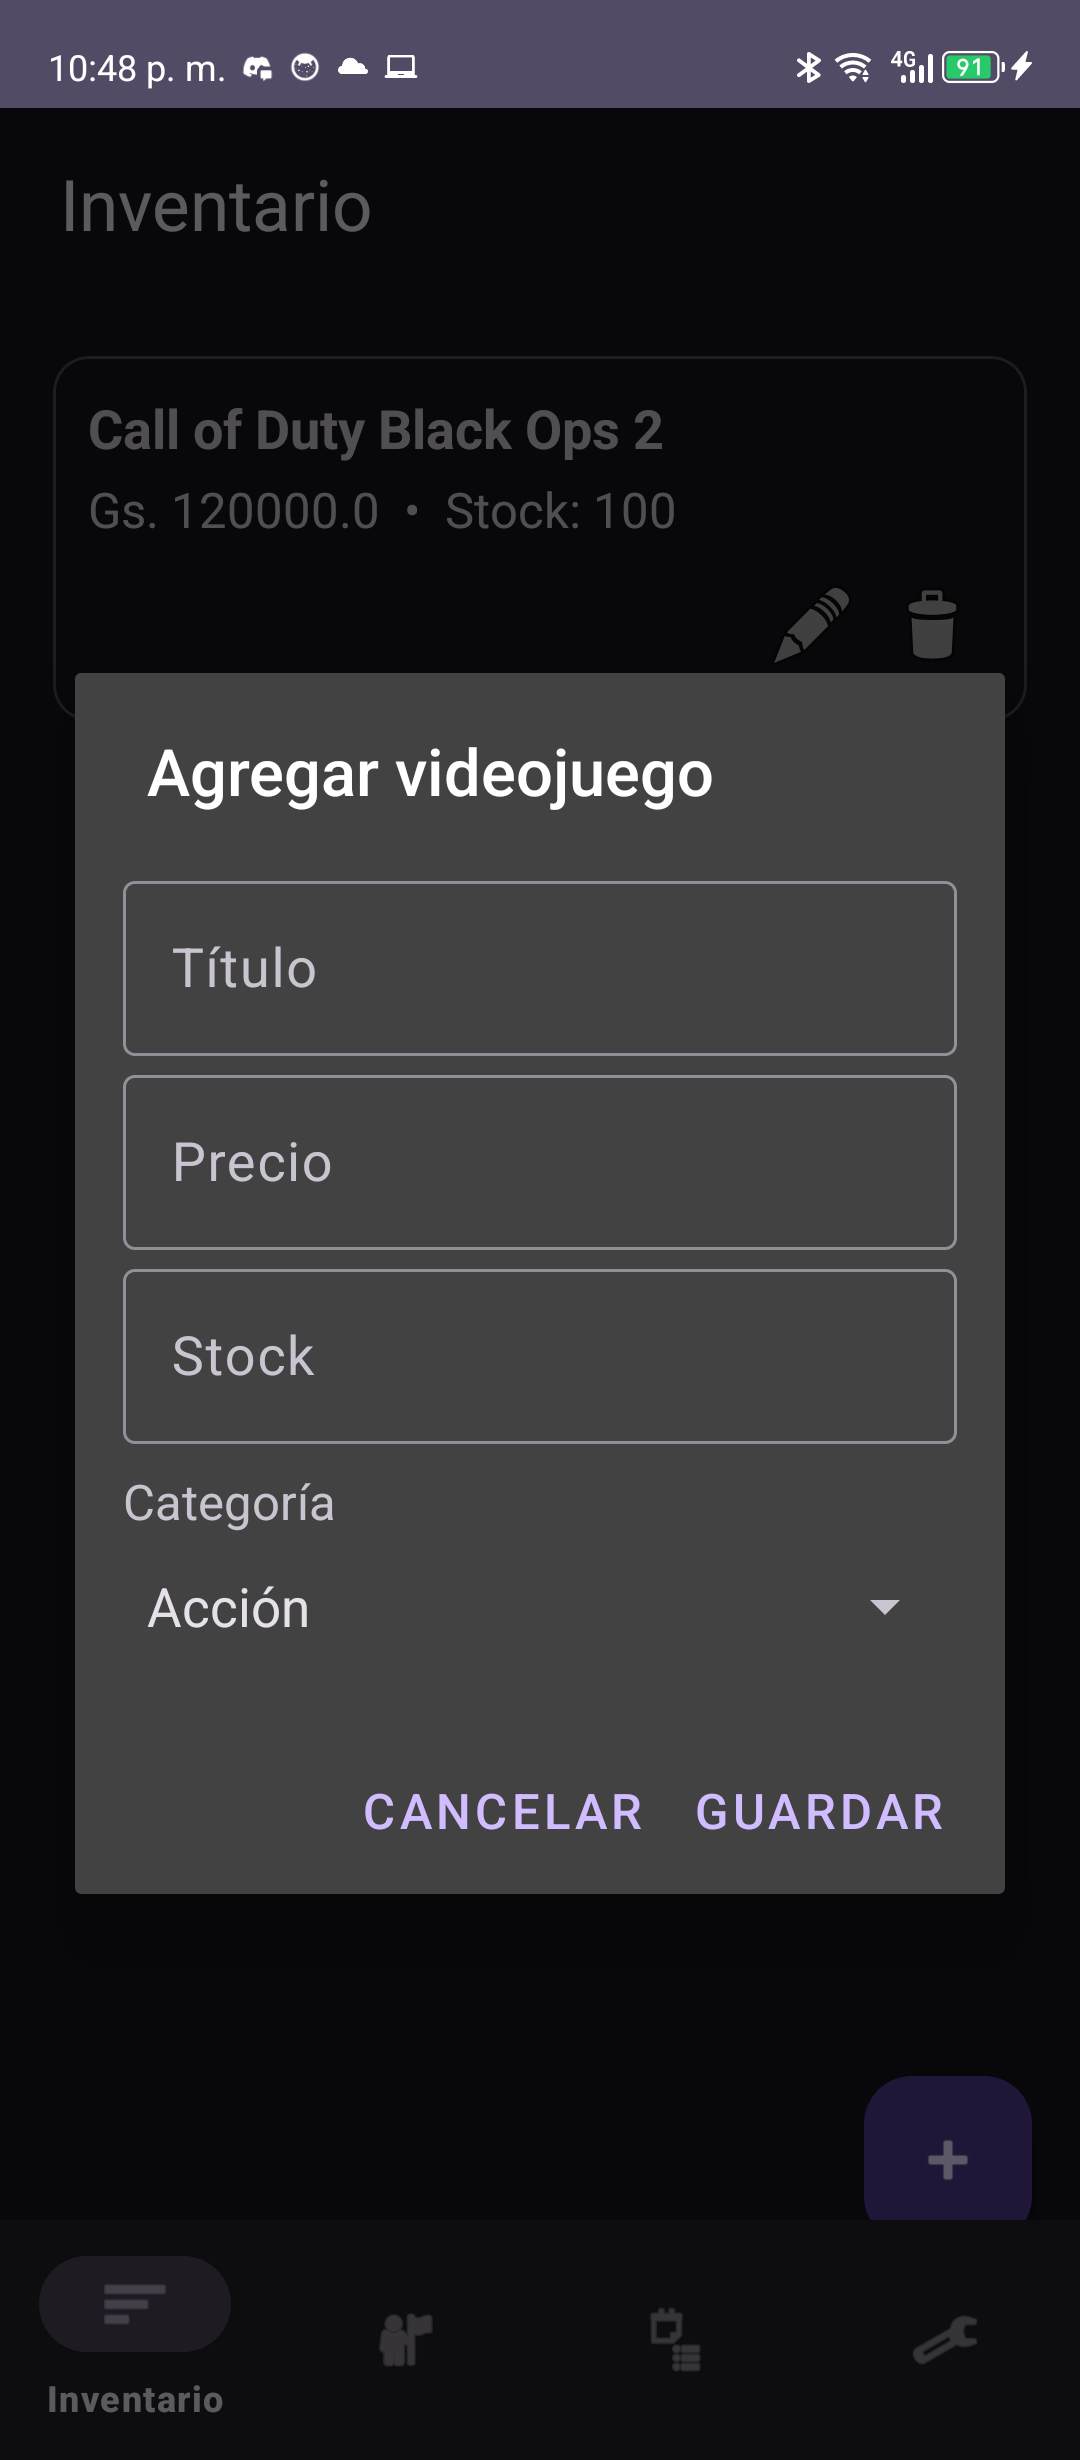 10:48 p. m. 4G 91
Inventario
Call of Duty Black Ops 2
Gs. 120000.0 • Stock: 100
Agregar videojuego
Título
Precio
Stock
Categoría
Acción
CANCELAR GUARDAR
Inventario